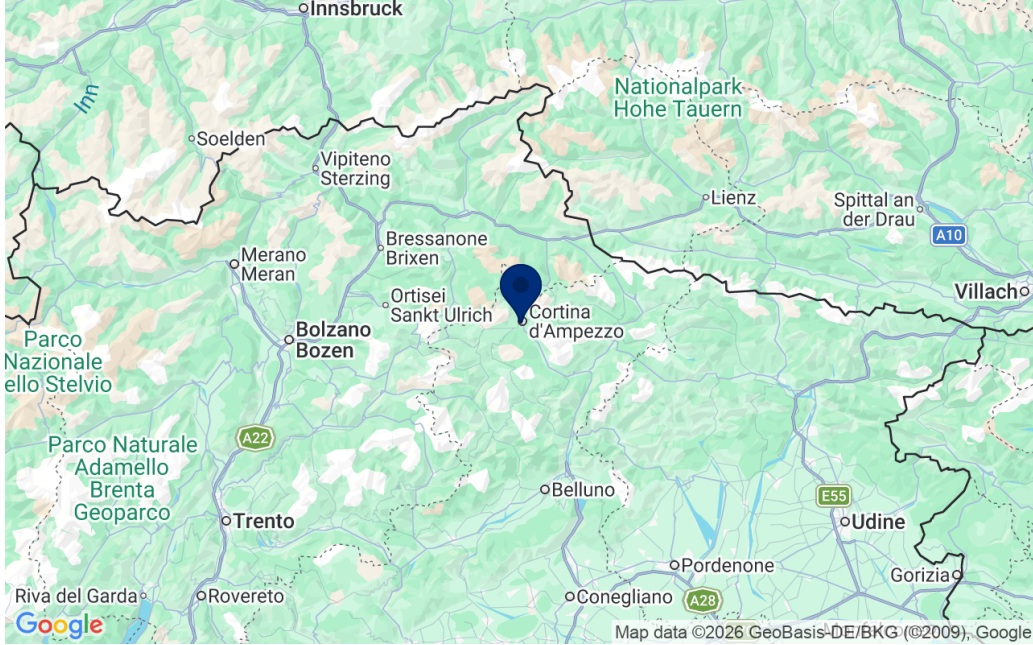 Innsbruck
Inn
Nationalpark
Hohe Tauern
Soelden
Vipiteno
Sterzing
Lienz
Spittal an
der Drau
A10
Bressanone
Brixen
Merano
Meran
Villach
Ortisei
Sankt Ulrich
Cortina
d'Ampezzo
Bolzano
Bozen
Parco
Nazionale
ello Stelvio
A22
Parco Naturale
Adamello
Brenta
Geoparco
Belluno
E55
Trento
Udine
Pordenone
Gorizia
Riva del Garda
Rovereto
Conegliano
A28
Google
Map data ©2026 GeoBasis-DE/BKG (©2009), Google